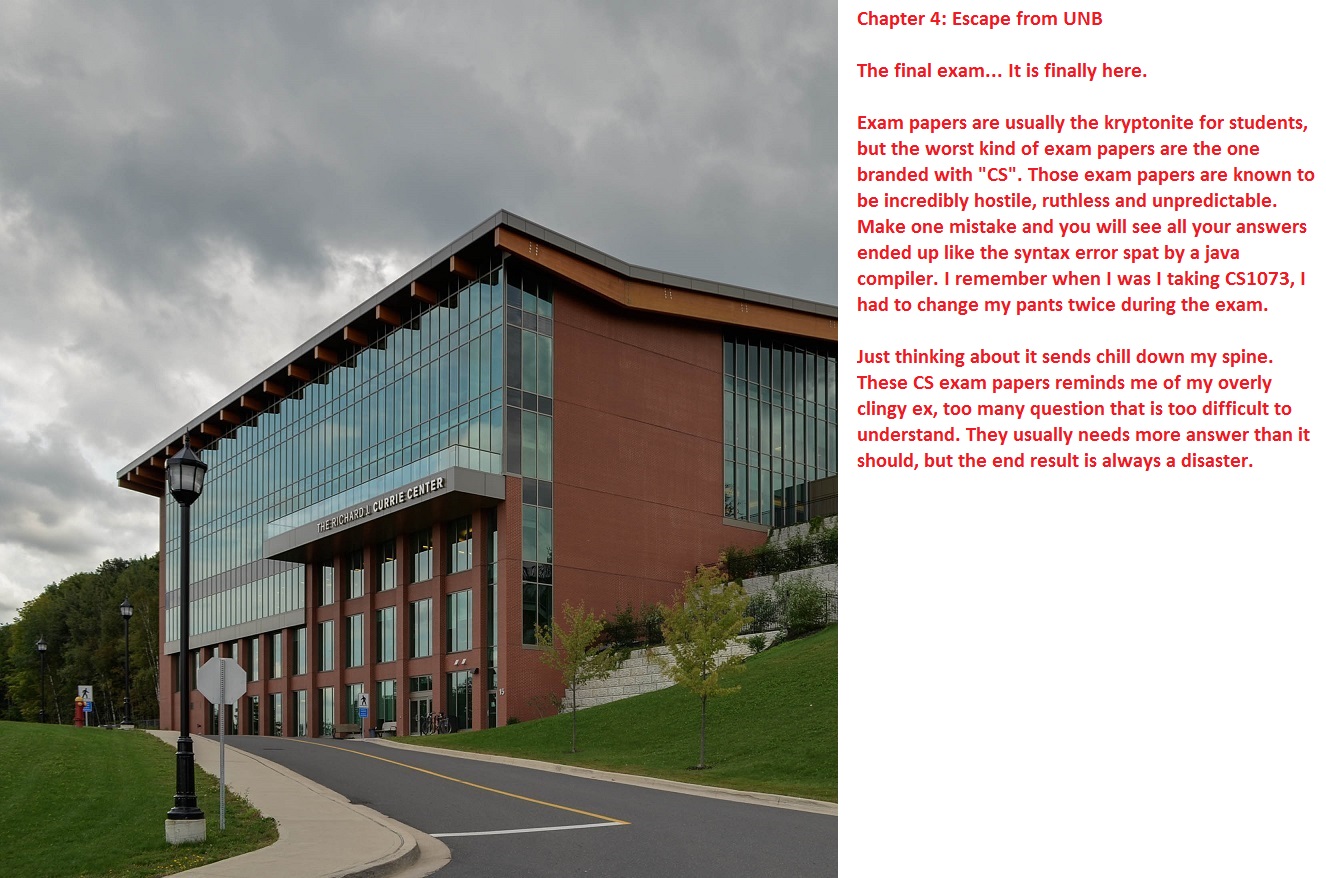 Chapter 4: Escape from UNB
The final exam... It is finally here.
Exam papers are usually the kryptonite for students,
but the worst kind of exam papers are the one
branded with "CS". Those exam papers are known to
be incredibly hostile, ruthless and unpredictable.
Make one mistake and you will see all your answers
ended up like the syntax error spat by a java
compiler. I remember when I was I taking CS1073, I
had to change my pants twice during the exam.
Just thinking about it sends chill down my spine.
These CS exam papers reminds me of my overly
clingy ex, too many question that is too difficult to
understand. They usually needs more answer than it
should, but the end result is always a disaster.
THE RICHARD J. CURRIE CENTER
15